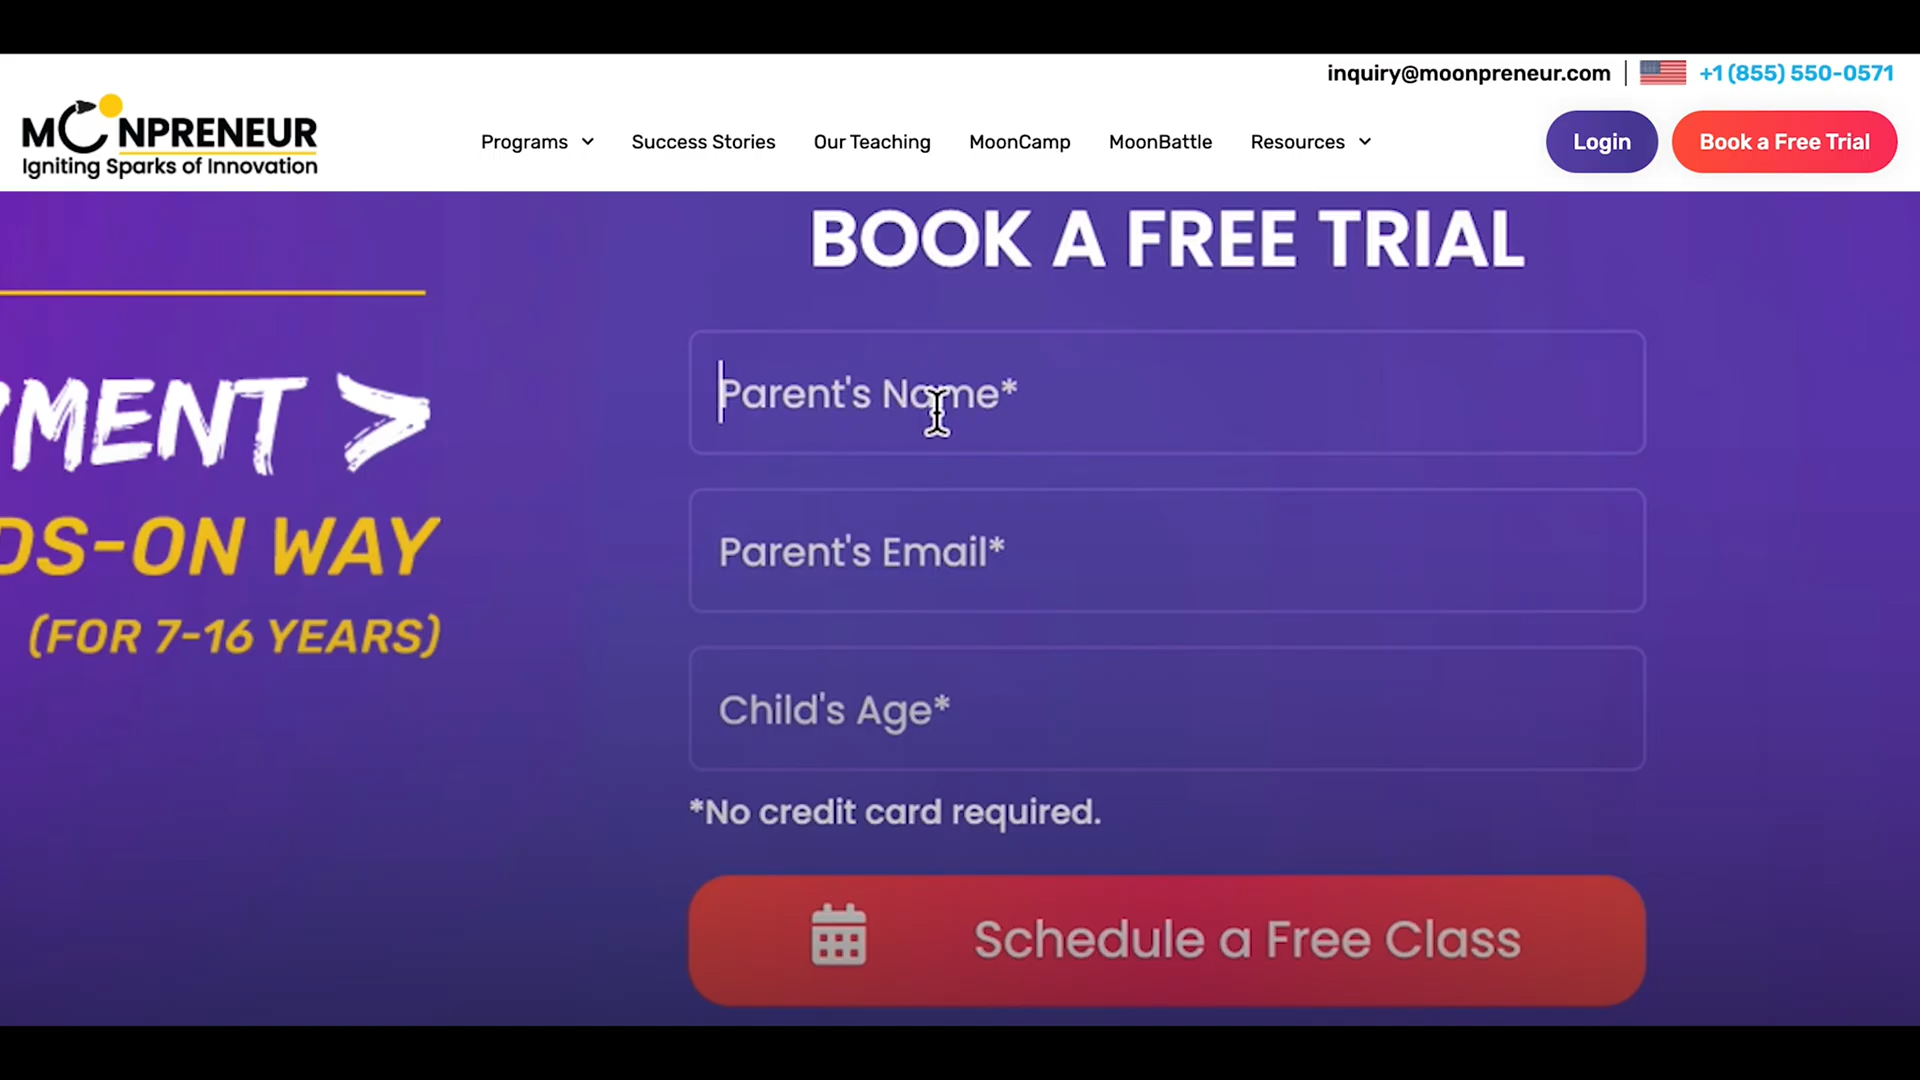 inquiry@moonpreneur.com | +1 (855) 550-0571
MOONPRENEUR
Igniting Sparks of Innovation
Programs
Success Stories
Our Teaching
MoonCamp
MoonBattle
Resources
Login
Book a Free Trial
BOOK A FREE TRIAL
MENT >
DS-ON WAY
(FOR 7-16 YEARS)
Parent's Name*
Parent's Email*
Child's Age*
*No credit card required.
Schedule a Free Class